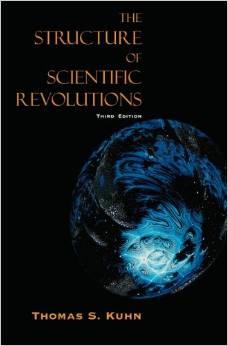 THE
STRUCTURE
OF
SCIENTIFIC
REVOLUTIONS
THIRD EDITION
THOMAS S. KUHN